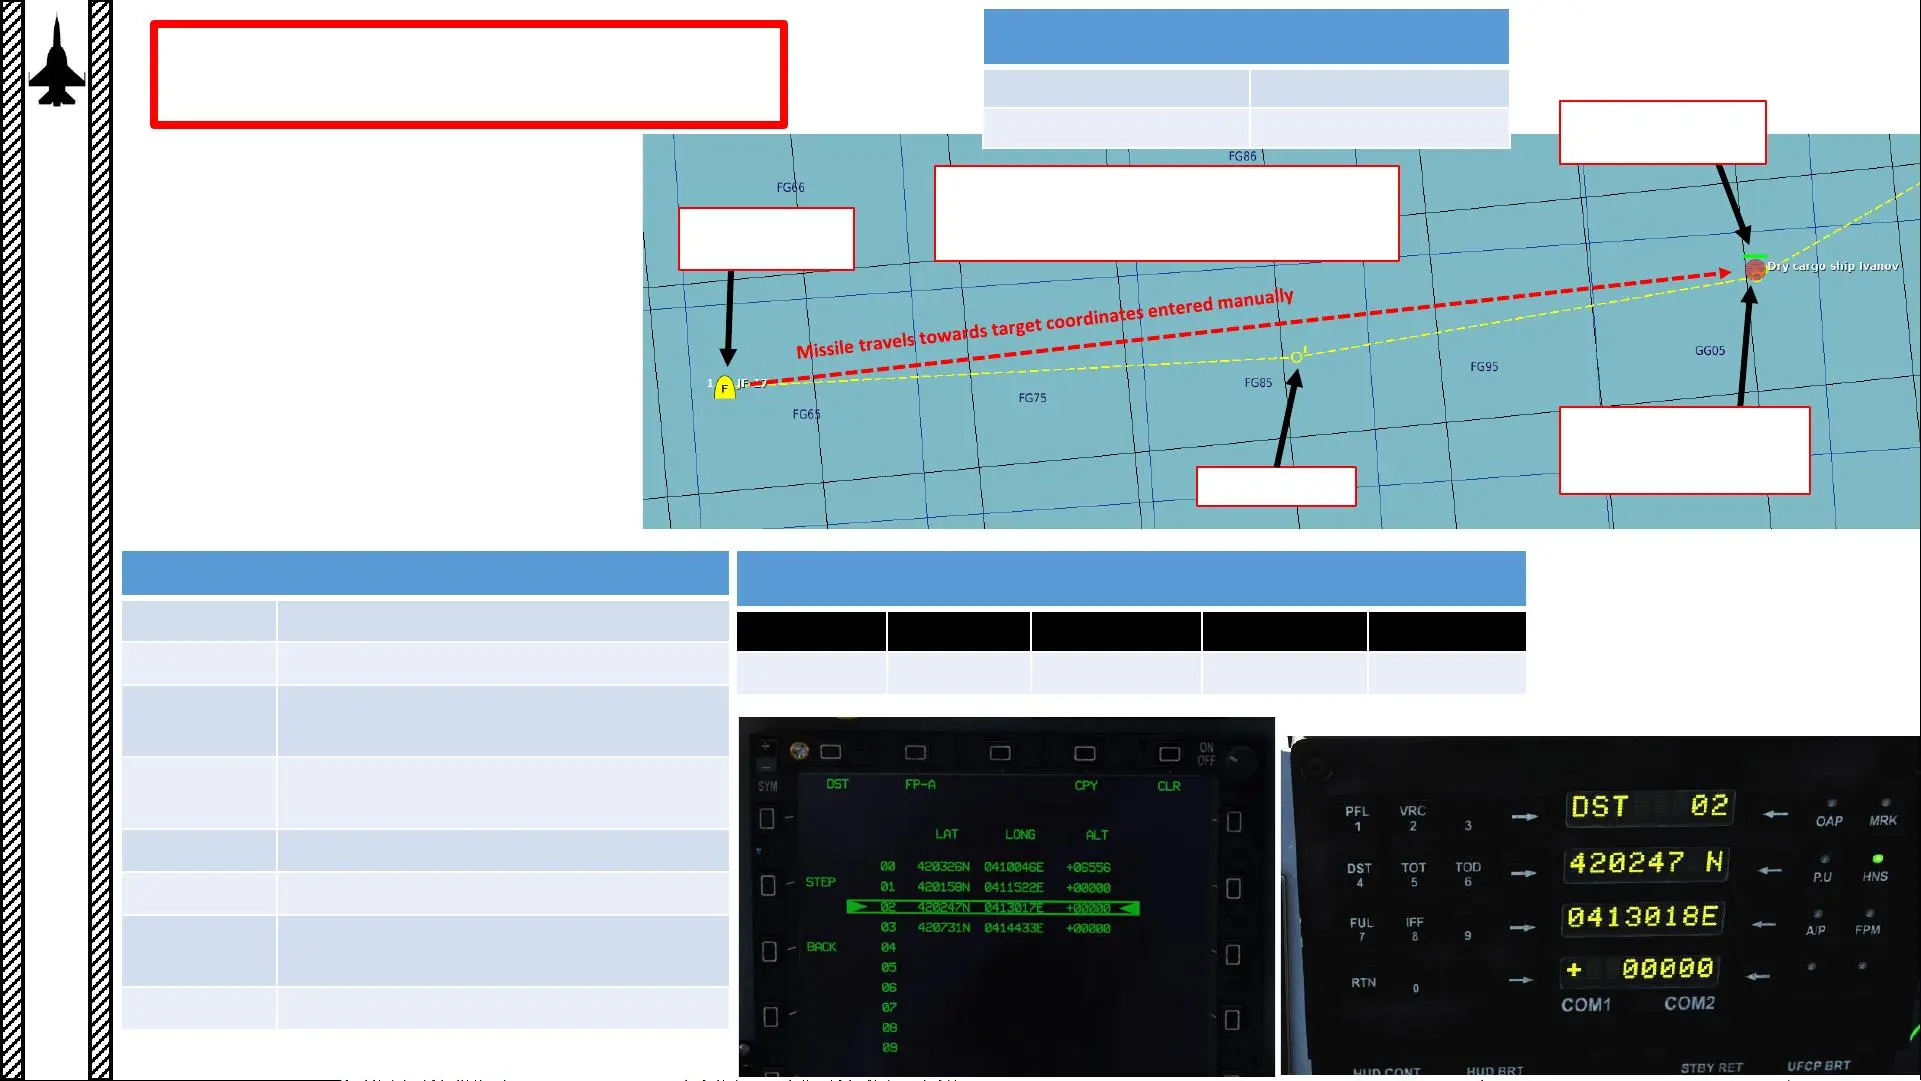 FG86
FG66
Dry cargo ship Ivanov
Missile travels towards target coordinates entered manually
1
GG05
FG95
1
F
JF-17
FG85
FG75
FG65
ON
OFF
SYM
DST FP-A CPY CLR
LAT LONG ALT
00 420326N 0410046E +06556
STEP
01 420158N 0411522E +00000
02 420247N 0413017E +00000
03 420731N 0414433E +00000
BACK
04
05
06
07
08
09
PFL 1 VRC 2 3
DST 02
OAP MRK
DST 4 TOT 5 TOD 6
420247 N
P.U HNS
FUL 7 IFF 8 9
0413018E
A/P FPM
RTN 0
+ 00000
COM1 COM2
HUD CONT HUD BRT STBY RET UFCP BRT